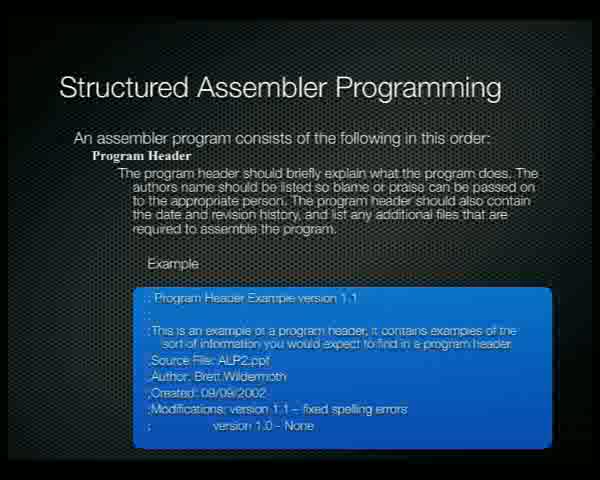 Structured Assembler Programming
An assembler program consists of the following in this order:
Program Header
The program header should briefly explain what the program does. The
authors name should be listed so blame or praise can be passed on
to the appropriate person. The program header should also contain
the date and revision history, and list any additional files that are
required to assemble the program.
Example
; Program Header Example version 1.1
;
;This is an example of a program header, it contains examples of the
sort of information you would expect to find in a program header.
;Source File: ALP2.ppt
;Author: Brett Wildermoth
;Created: 09/09/2002
;Modifications: version 1.1 – fixed spelling errors
; version 1.0 - None